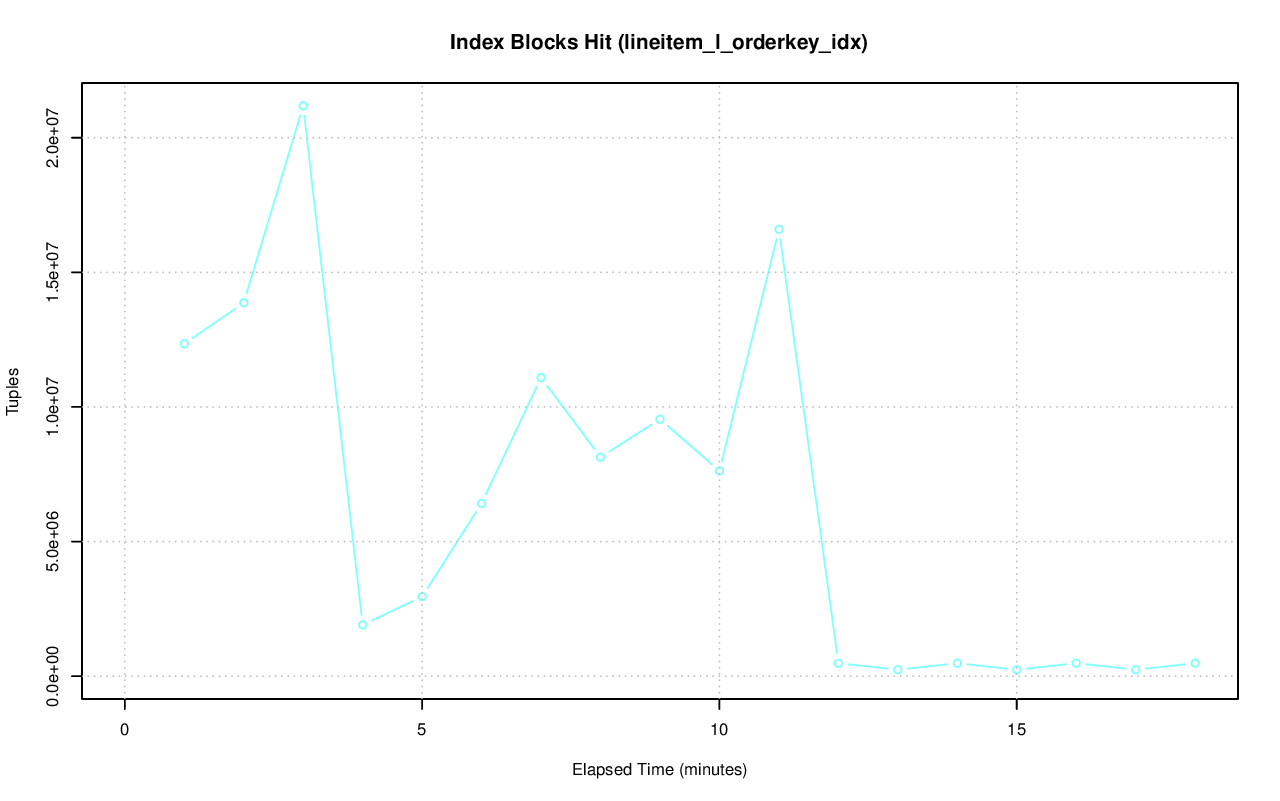 Index Blocks Hit (lineitem_l_orderkey_idx)
2.0e+07
1.5e+07
1.0e+07
5.0e+06
0.0e+00
Tuples
0 5 10 15
Elapsed Time (minutes)